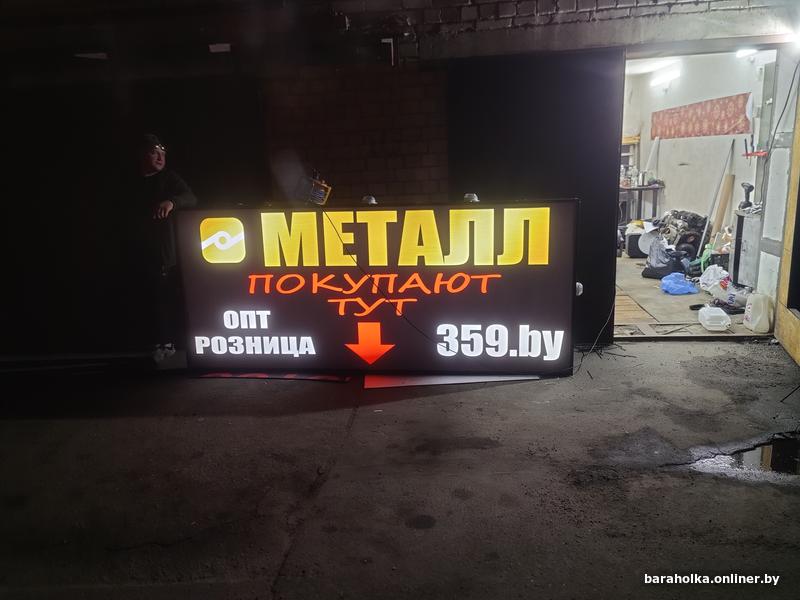 МЕТАЛЛ
ПОКУПАЮТ
ТУТ
ОПТ
РОЗНИЦА
359.by
baraholka.onliner.by